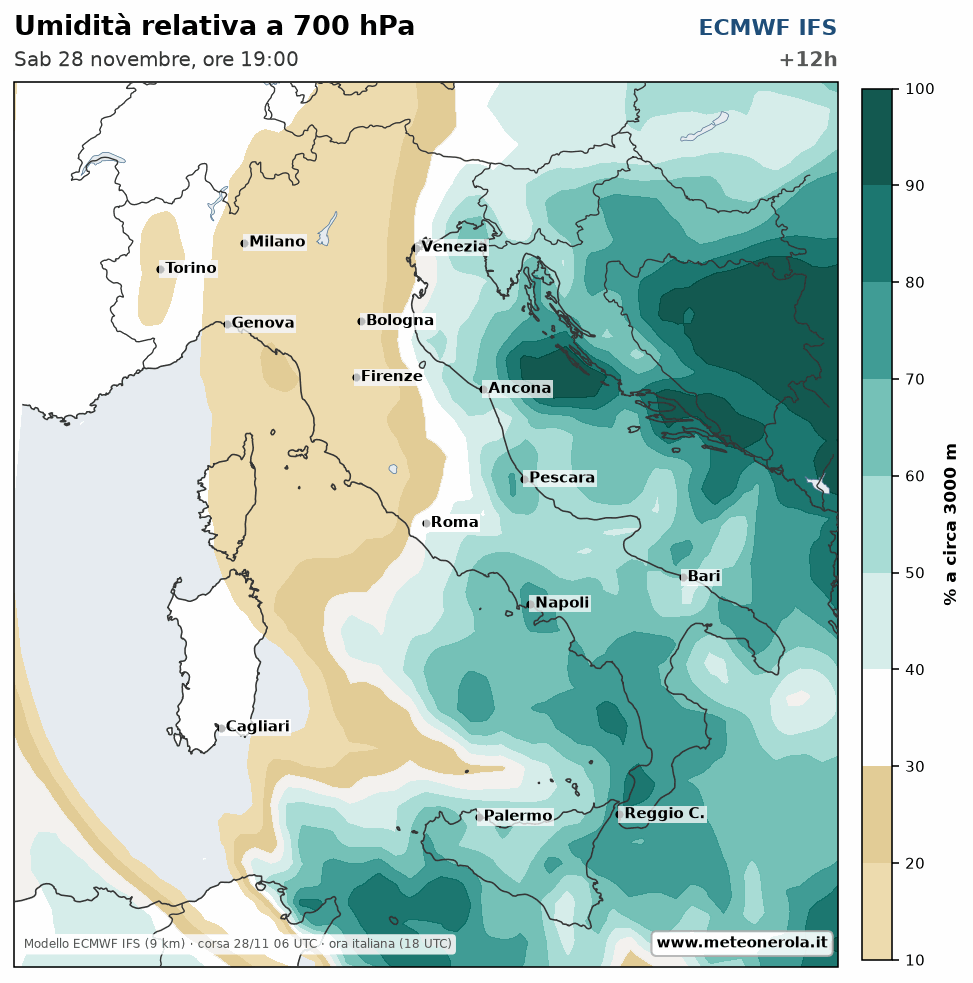 Umidità relativa a 700 hPa
ECMWF IFS
Sab 28 novembre, ore 19:00
+12h
100
90
80
70
60
50
40
30
20
10
% a circa 3000 m
Milano
Venezia
Torino
Genova
Bologna
Firenze
Ancona
Pescara
Roma
Bari
Napoli
Cagliari
Palermo
Reggio C.
Modello ECMWF IFS (9 km) · corsa 28/11 06 UTC · ora italiana (18 UTC)
www.meteonerola.it